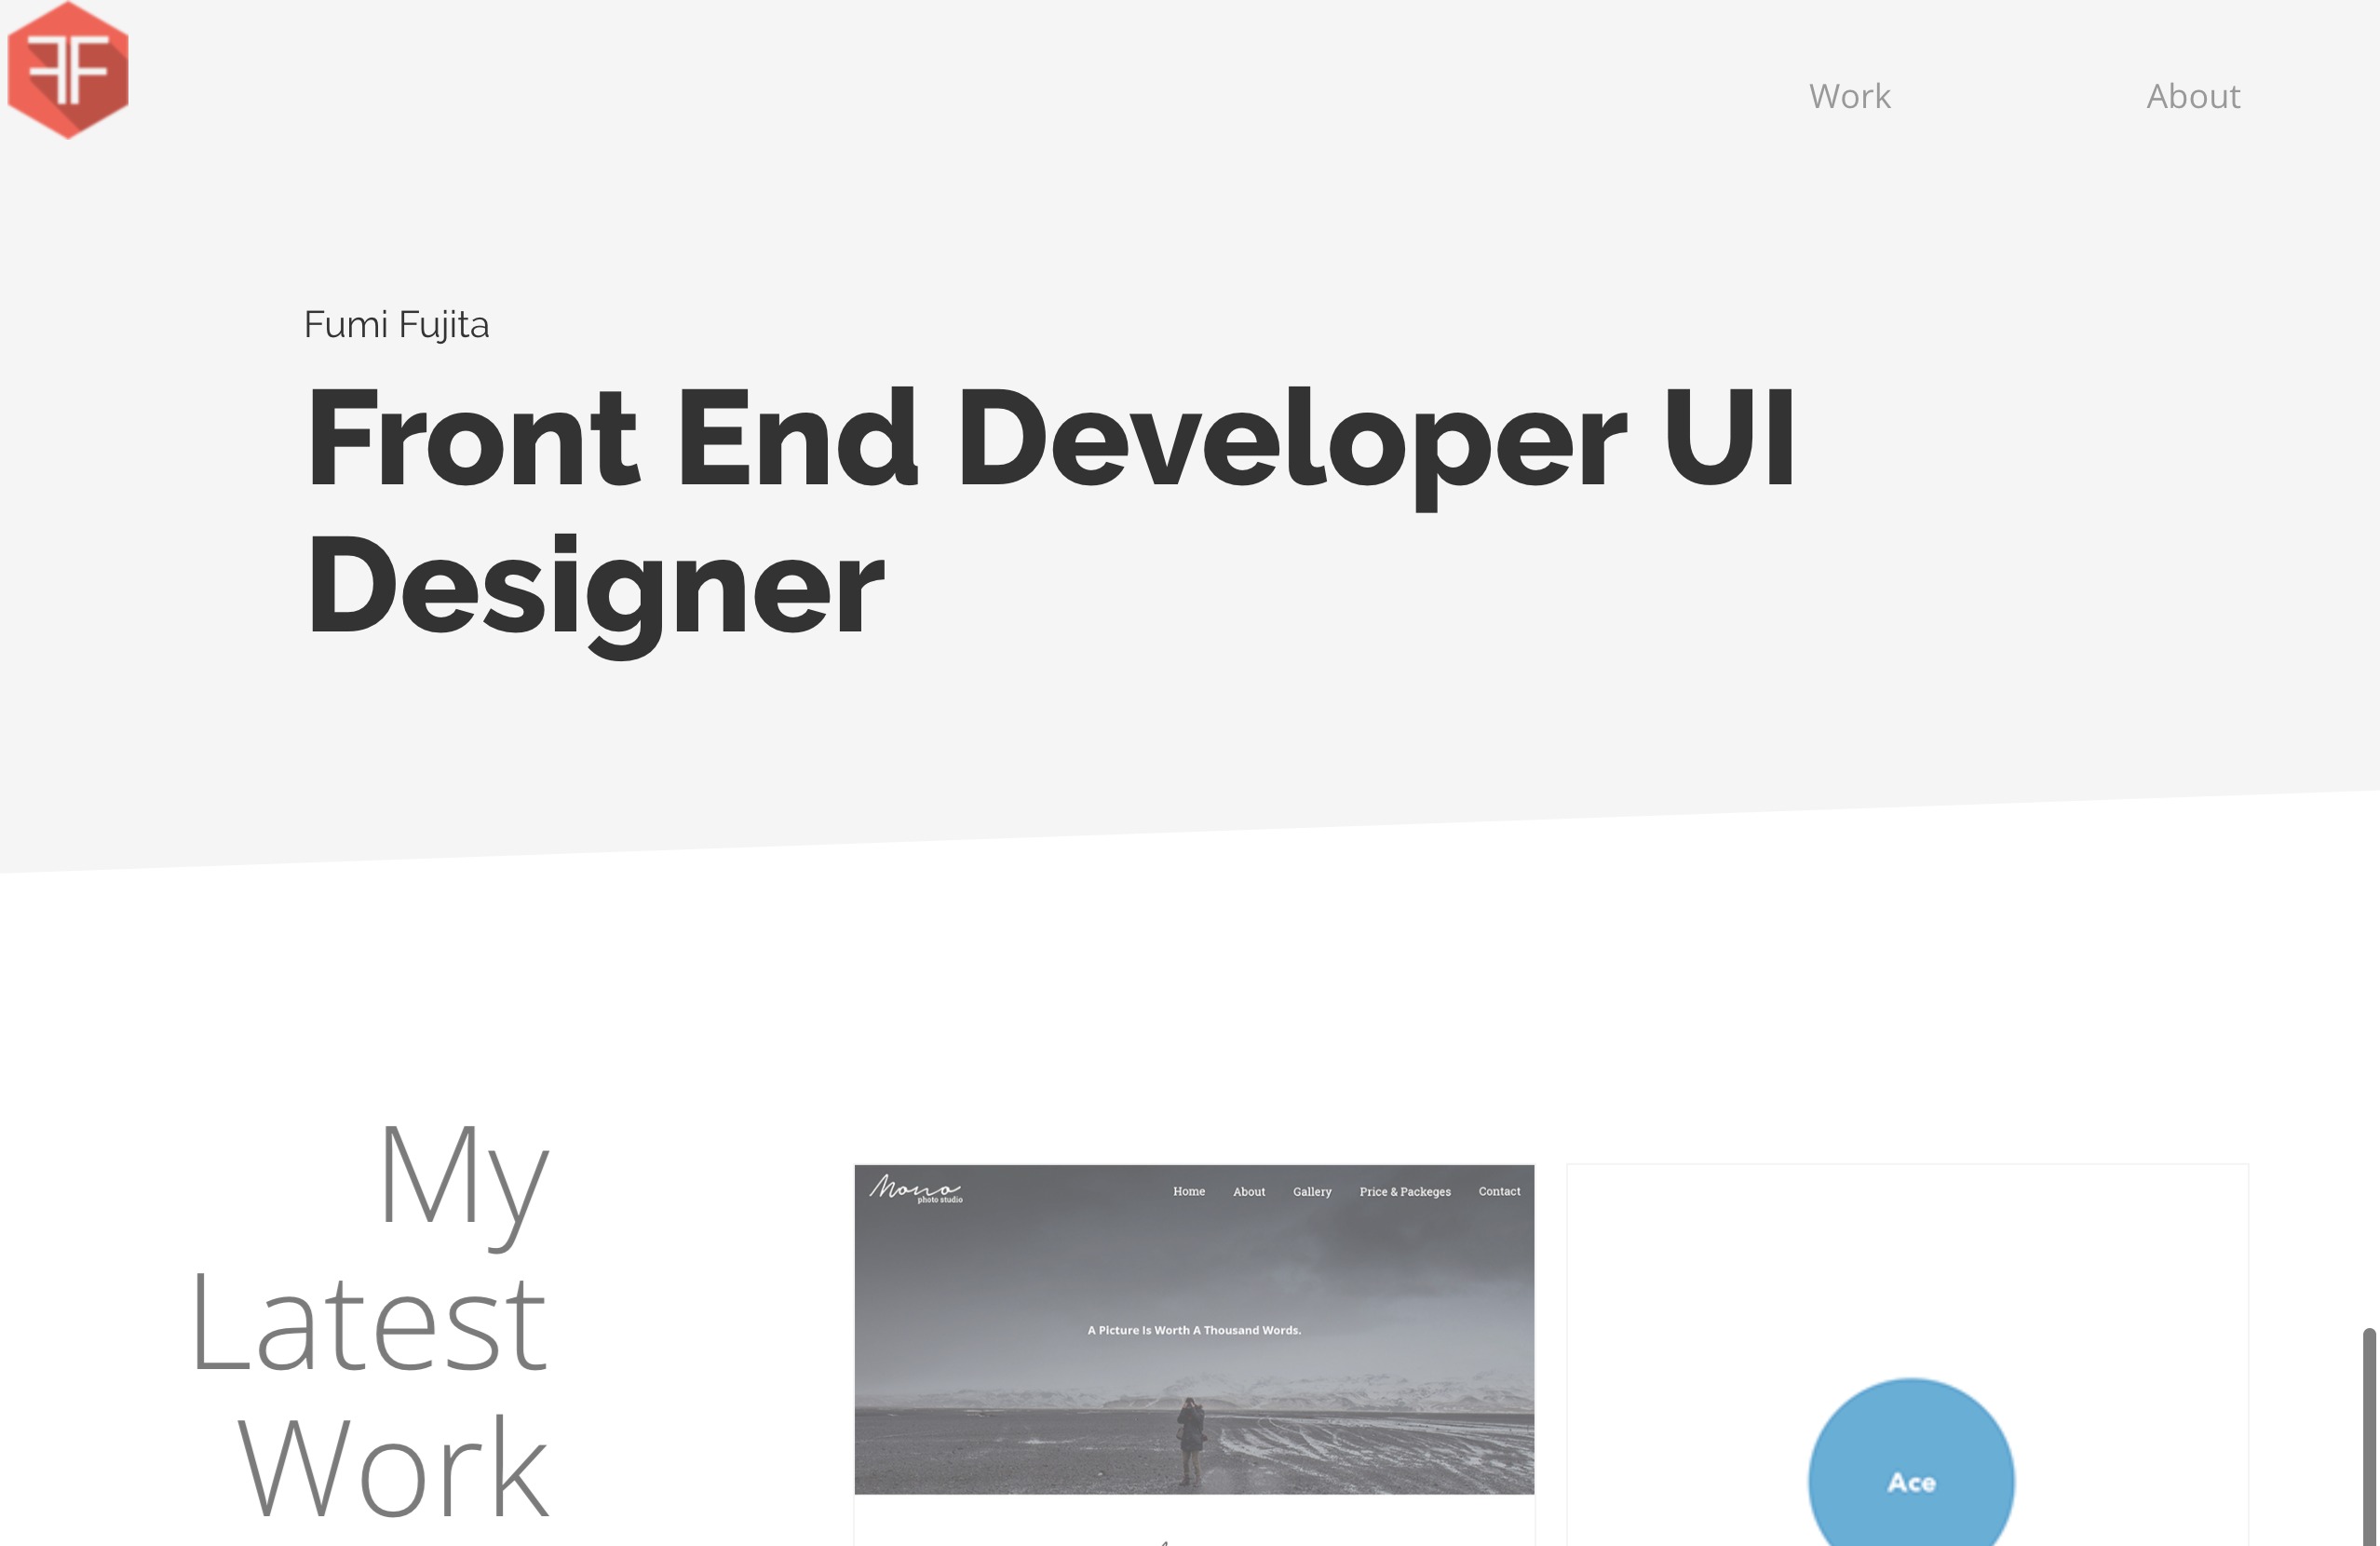 FF
Work About
Fumi Fujita
Front End Developer UI
Designer
My
Latest
Work
Mono
photo studio
Home About Gallery Price & Packeges Contact
A Picture Is Worth A Thousand Words.
Ace